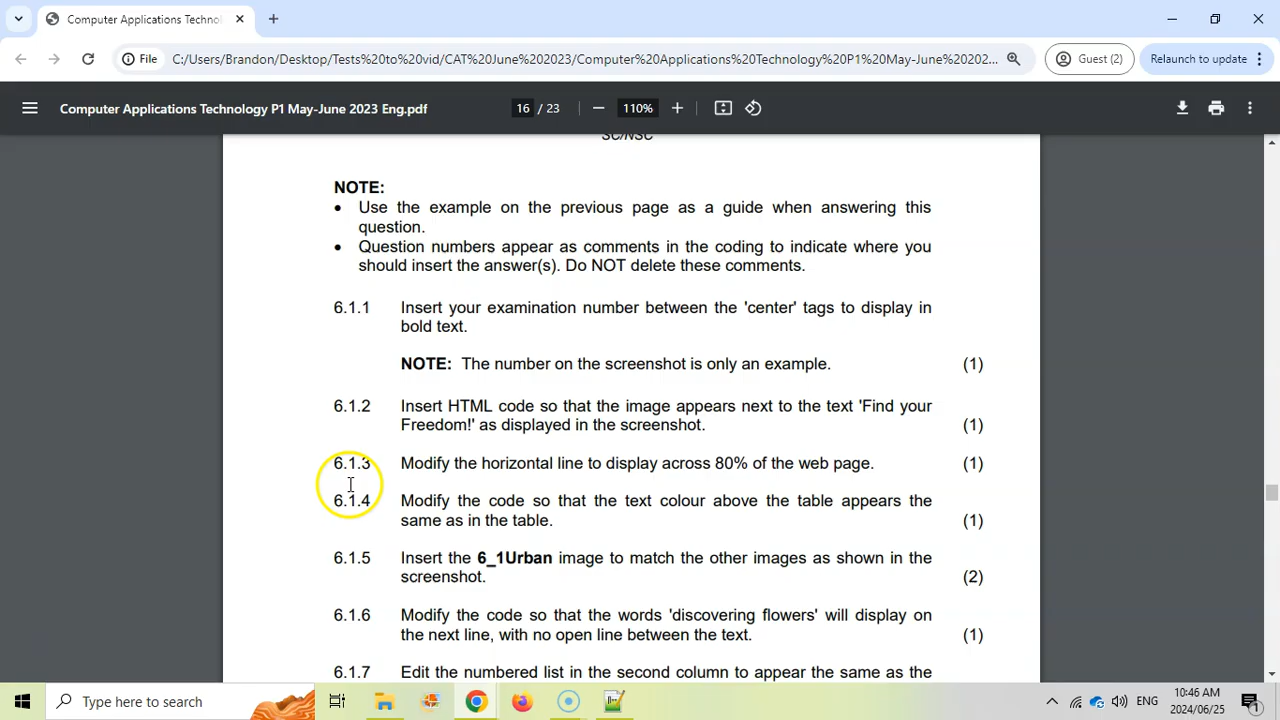 Computer Applications Techno
File
C:/Users/Brandon/Desktop/Tests%20to%20vid/CAT%20June%202023/Computer%20Applications%20Technology%20P1%20May-June%20202...
Guest (2)
Relaunch to update
Computer Applications Technology P1 May-June 2023 Eng.pdf
16 / 23
110%
SC/NSC
NOTE:
• Use the example on the previous page as a guide when answering this
question.
• Question numbers appear as comments in the coding to indicate where you
should insert the answer(s). Do NOT delete these comments.
6.1.1 Insert your examination number between the 'center' tags to display in
bold text.
NOTE: The number on the screenshot is only an example. (1)
6.1.2 Insert HTML code so that the image appears next to the text 'Find your
Freedom!' as displayed in the screenshot. (1)
6.1.3 Modify the horizontal line to display across 80% of the web page. (1)
6.1.4 Modify the code so that the text colour above the table appears the
same as in the table. (1)
6.1.5 Insert the 6_1Urban image to match the other images as shown in the
screenshot. (2)
6.1.6 Modify the code so that the words 'discovering flowers' will display on
the next line, with no open line between the text. (1)
6.1.7 Edit the numbered list in the second column to appear the same as the
Type here to search
ENG
10:46 AM
2024/06/25